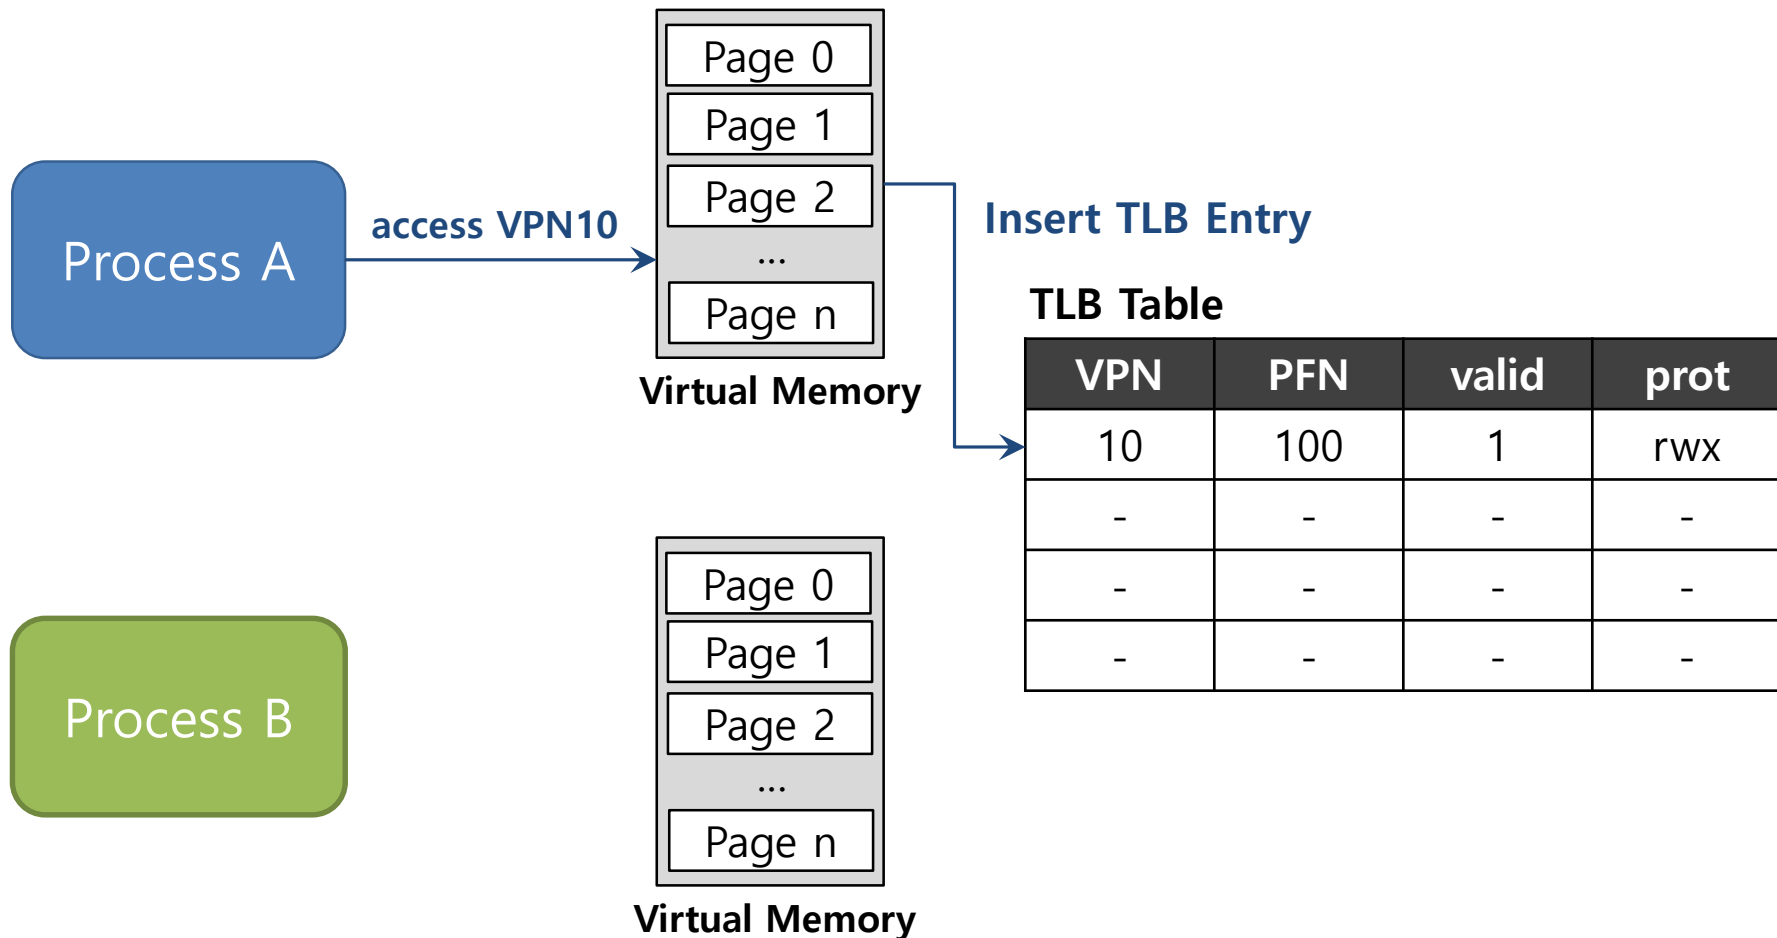 Process A
access VPN10
Page 0
Page 1
Page 2
...
Page n
Virtual Memory
Insert TLB Entry
TLB Table
VPN PFN valid prot
10 100 1 rwx
- - - -
- - - -
- - - -
Process B
Page 0
Page 1
Page 2
...
Page n
Virtual Memory